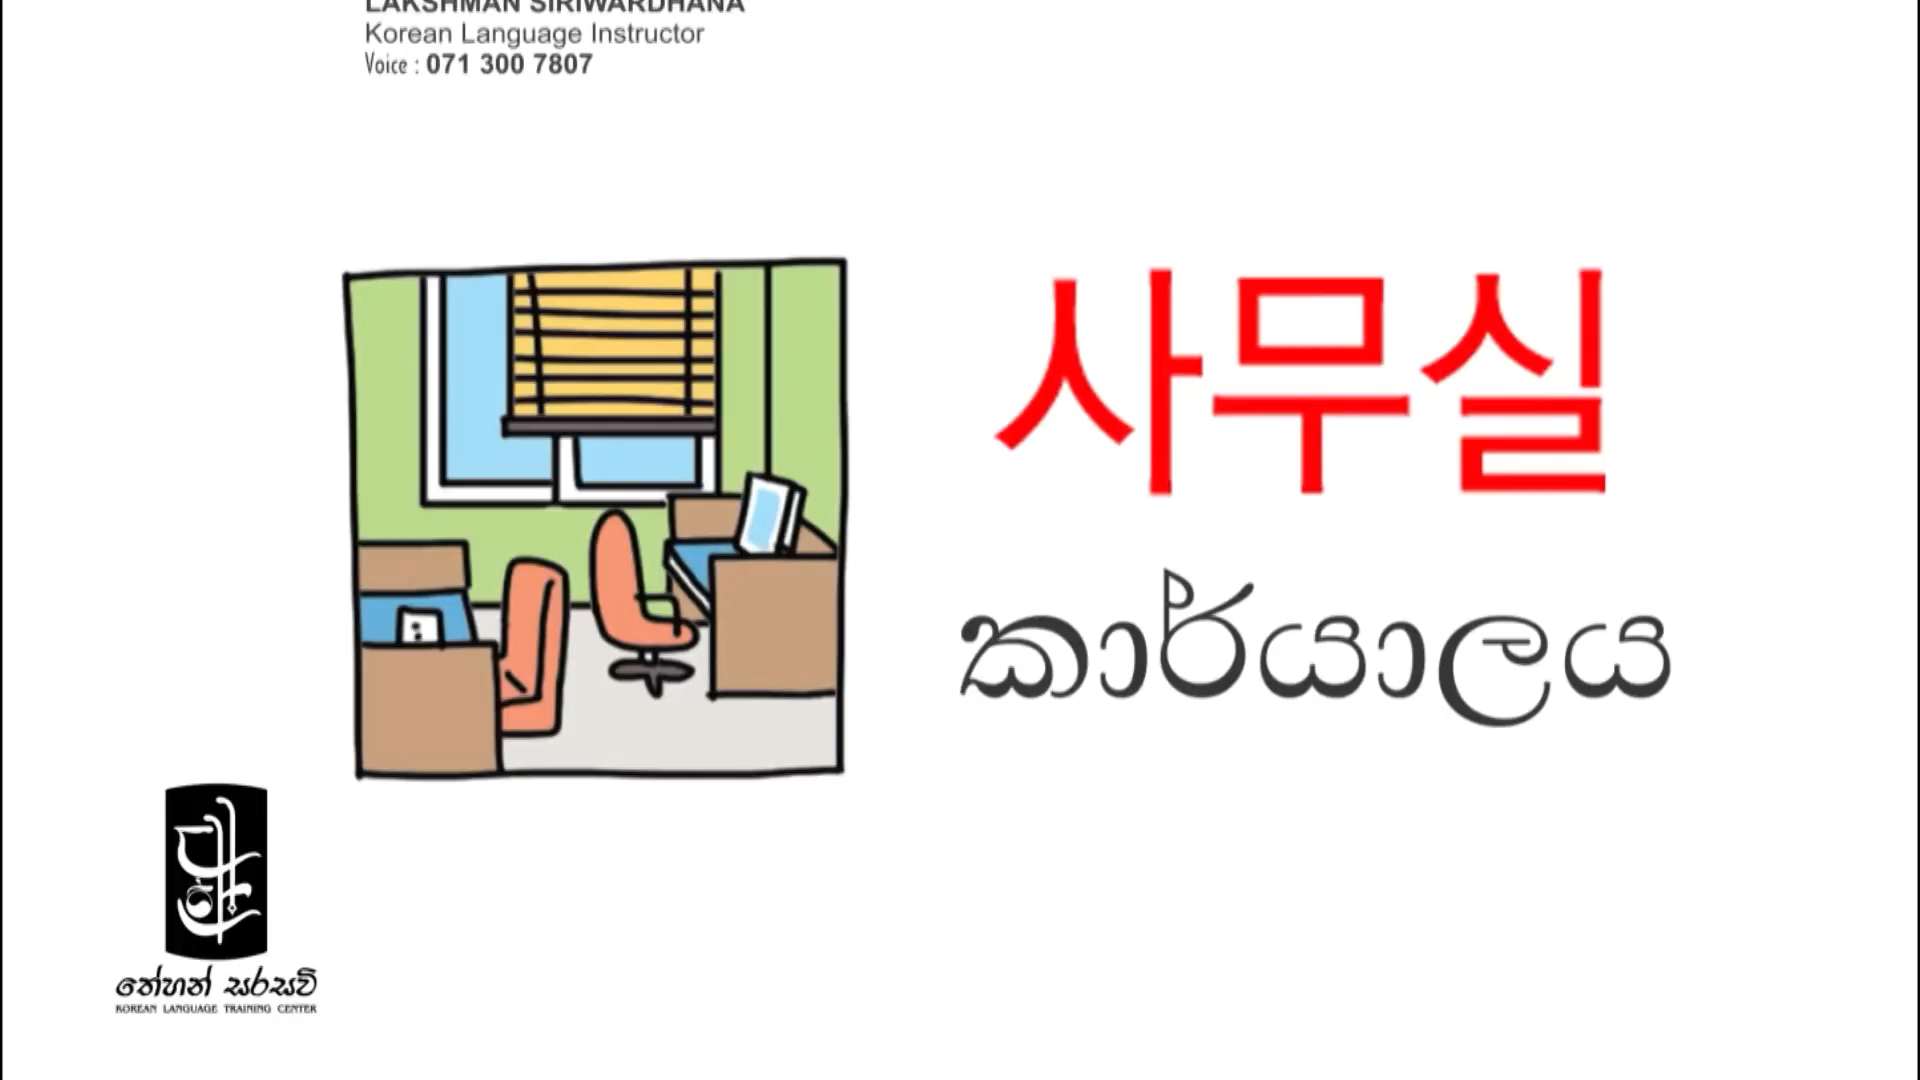 LAKSHMAN SIRIWARDHANA
Korean Language Instructor
Voice : 071 300 7807
사무실
කාර්යාලය
තේහන් සරසවි
KOREAN LANGUAGE TRAINING CENTER